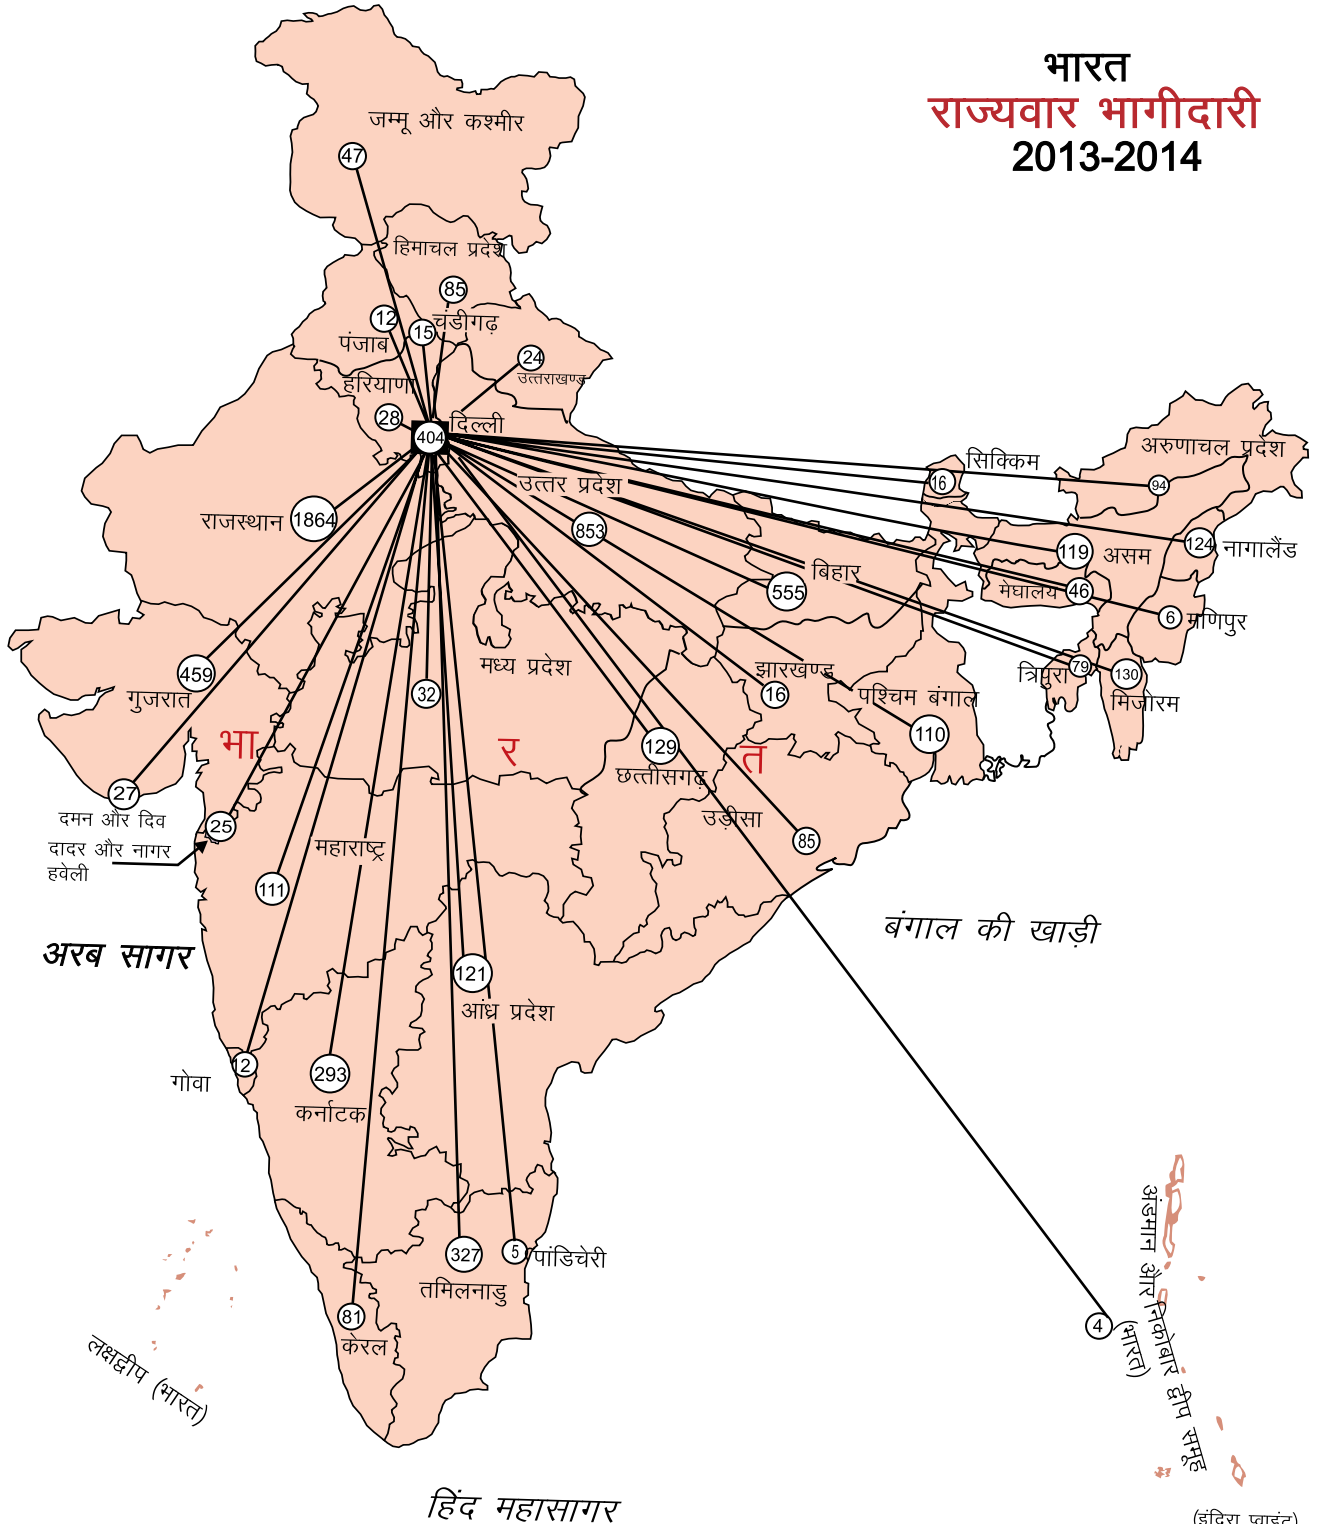 भारत
राज्यवार भागीदारी
2013-2014
जम्मू और कश्मीर
47
हिमाचल प्रदेश
85
12
15
चंडीगढ़
पंजाब
24
उत्तराखण्ड
हरियाणा
28
दिल्ली
404
अरुणाचल प्रदेश
सिक्किम
16
94
उत्तर प्रदेश
राजस्थान
1864
853
124
नागालैंड
119
असम
बिहार
555
मेघालय
46
6
मणिपुर
459
गुजरात
32
मध्य प्रदेश
झारखण्ड
16
पश्चिम बंगाल
110
त्रिपुरा
79
130
मिजोरम
भा
र
त
129
छत्तीसगढ़
उड़ीसा
85
27
दमन और दिव
25
दादर और नागर
हवेली
महाराष्ट्र
111
अरब सागर
बंगाल की खाड़ी
121
आंध्र प्रदेश
12
गोवा
293
कर्नाटक
327
तमिलनाडु
5
पांडिचेरी
81
केरल
लक्षद्वीप (भारत)
4
अंडमान और निकोबार द्वीप समूह
(भारत)
हिंद महासागर
(इंदिरा प्वाइंट)